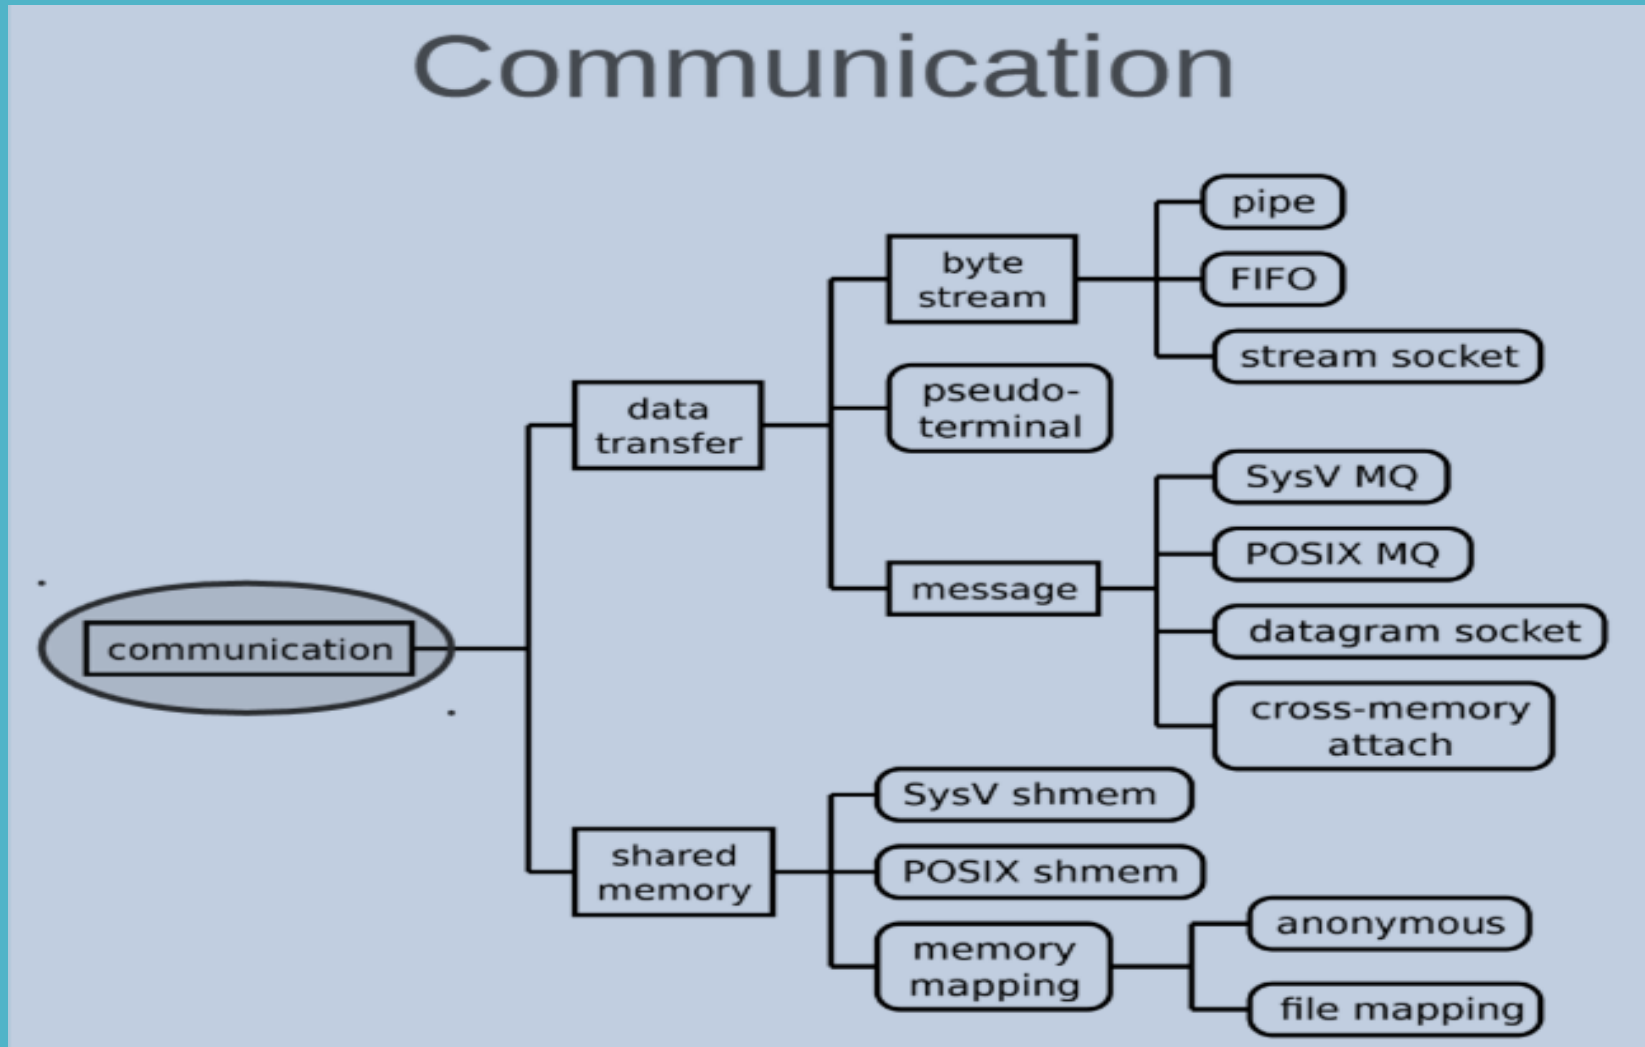 Communication
pipe
byte
stream
FIFO
stream socket
pseudo-
terminal
data
transfer
SysV MQ
POSIX MQ
message
datagram socket
cross-memory
attach
communication
SysV shmem
shared
memory
POSIX shmem
memory
mapping
anonymous
file mapping